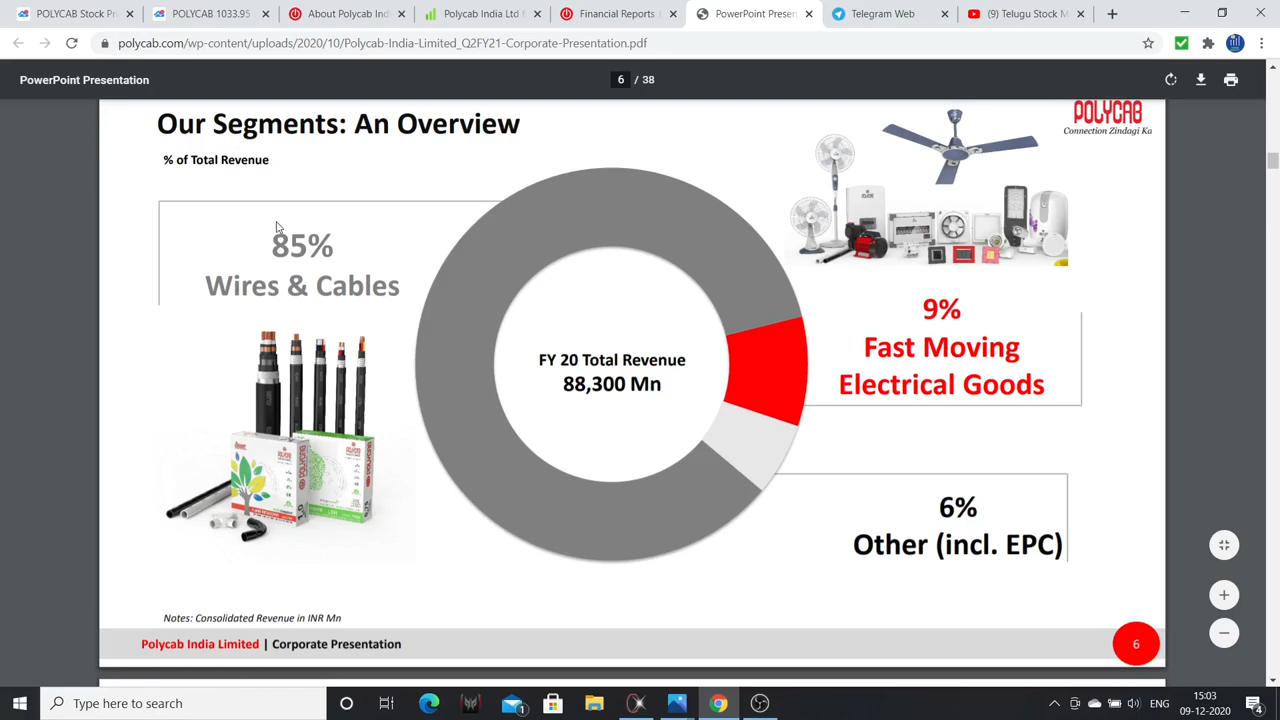 POLYCAB Stock Pri
POLYCAB 1033.95
About Polycab Indi
Polycab India Ltd f
Financial Reports |
PowerPoint Presen
Telegram Web
(9) Telugu Stock M
polycab.com/wp-content/uploads/2020/10/Polycab-India-Limited_Q2FY21-Corporate-Presentation.pdf
PowerPoint Presentation
6 / 38
Our Segments: An Overview
POLYCAB
Connection Zindagi Ka
% of Total Revenue
85%
Wires & Cables
FY 20 Total Revenue
88,300 Mn
9%
Fast Moving
Electrical Goods
6%
Other (incl. EPC)
Notes: Consolidated Revenue in INR Mn
Polycab India Limited | Corporate Presentation
6
Type here to search
1
ENG
15:03
09-12-2020
4